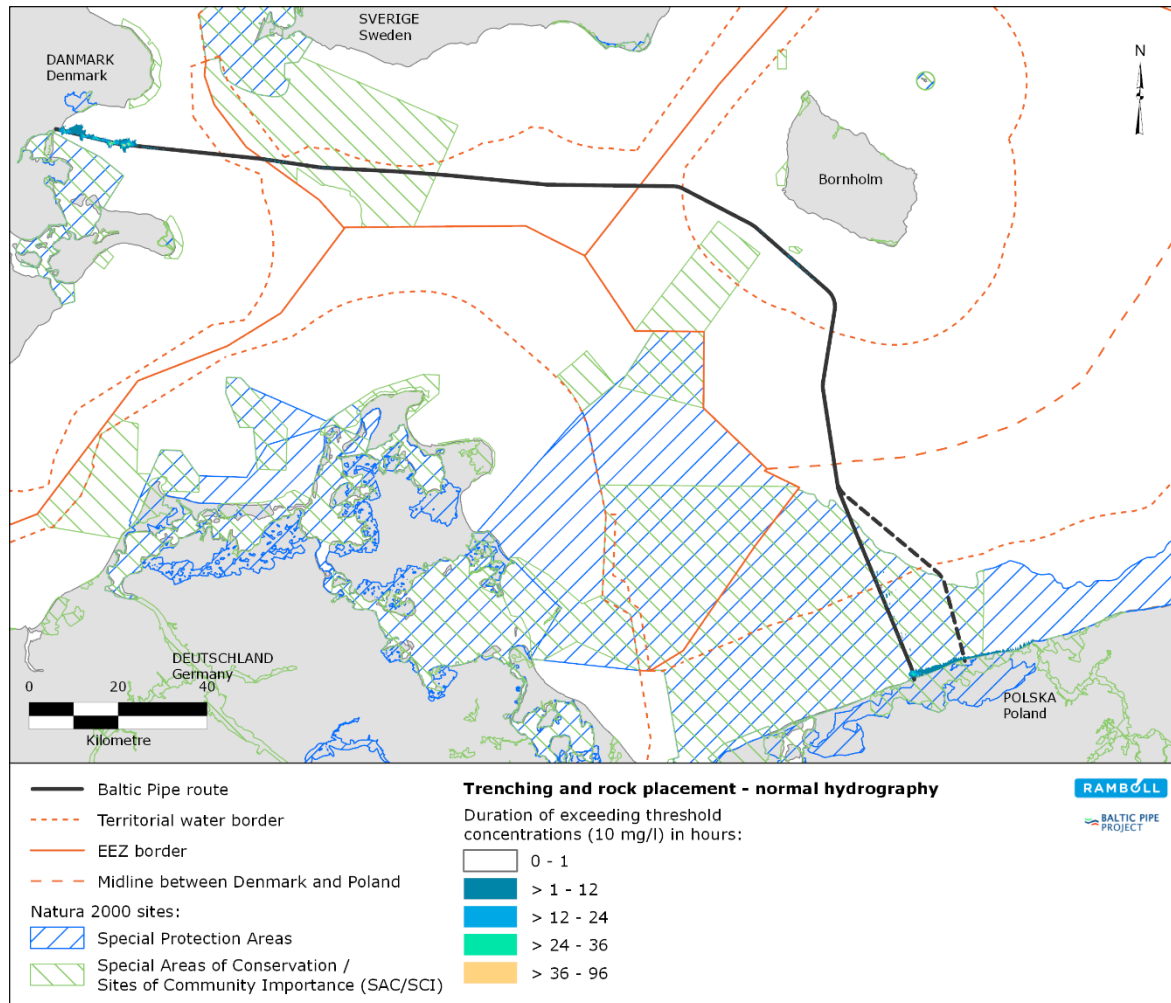 SVERIGE
Sweden
DANMARK
Denmark
N
Bornholm
DEUTSCHLAND
Germany
0 20 40
Kilometre
POLSKA
Poland
Baltic Pipe route
Territorial water border
EEZ border
Midline between Denmark and Poland
Natura 2000 sites:
Special Protection Areas
Special Areas of Conservation /
Sites of Community Importance (SAC/SCI)
Trenching and rock placement - normal hydrography
Duration of exceeding threshold
concentrations (10 mg/l) in hours:
0 - 1
> 1 - 12
> 12 - 24
> 24 - 36
> 36 - 96
RAMBOLL
BALTIC PIPE
PROJECT